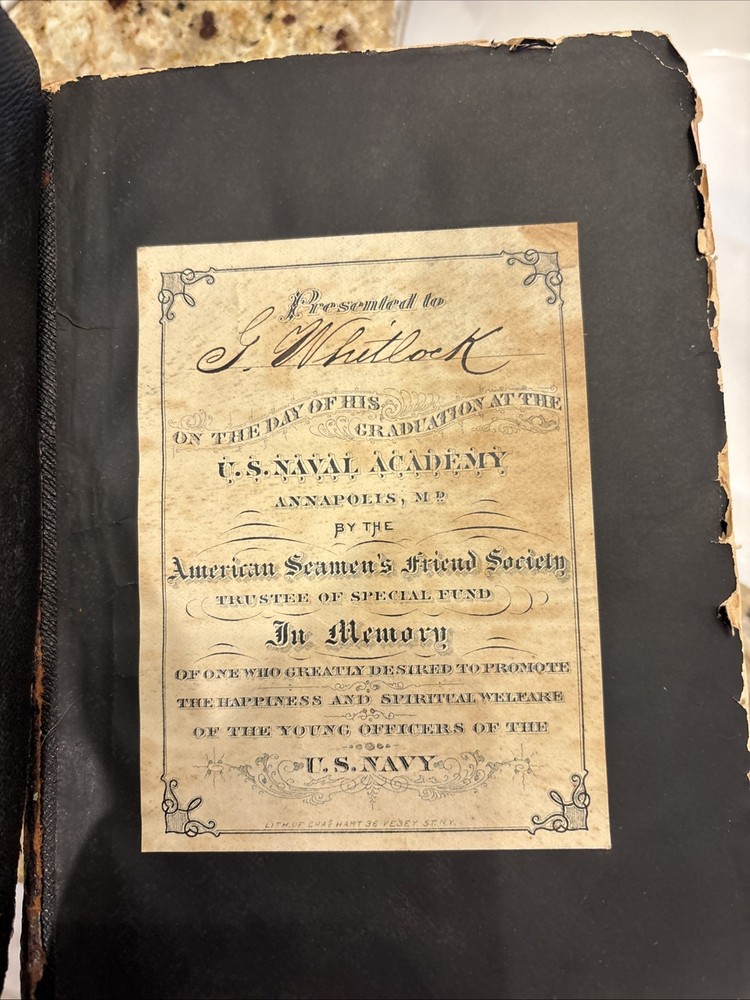 Presented to
G. Whitlock
ON THE DAY OF HIS GRADUATION AT THE
U.S. NAVAL ACADEMY
ANNAPOLIS, MD
BY THE
American Seamen's Friend Society
TRUSTEE OF SPECIAL FUND
In Memory
OF ONE WHO GREATLY DESIRED TO PROMOTE
THE HAPPINESS AND SPIRITUAL WELFARE
OF THE YOUNG OFFICERS OF THE
U.S. NAVY
LITH. OF CHAS HART 36 VESEY ST. N.Y.